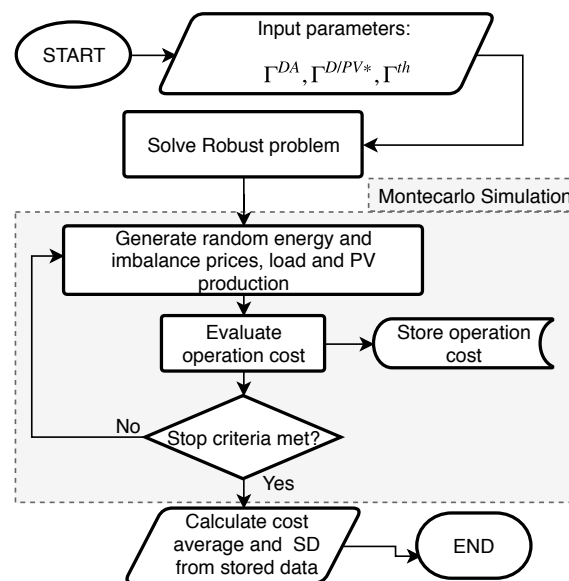 START
Input parameters:
Γ^{DA}, Γ^{D/PV*}, Γ^{th}
Solve Robust problem
Montecarlo Simulation
Generate random energy and
imbalance prices, load and PV
production
Evaluate
operation cost
Store operation
cost
Stop criteria met?
No
Yes
Calculate cost
average and SD
from stored data
END